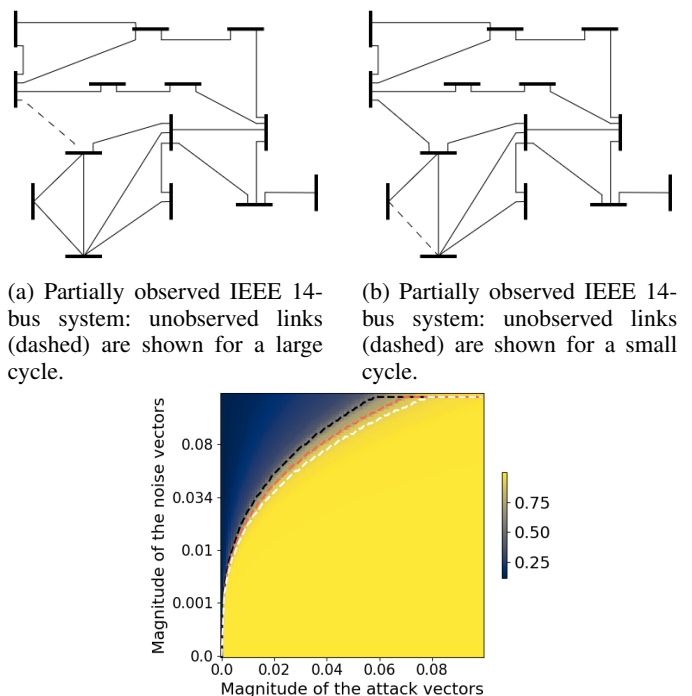 (a) Partially observed IEEE 14-
bus system: unobserved links
(dashed) are shown for a large
cycle.
(b) Partially observed IEEE 14-
bus system: unobserved links
(dashed) are shown for a small
cycle.
Magnitude of the noise vectors
0.08
0.034
0.01
0.001
0.0
0.0 0.02 0.04 0.06 0.08
Magnitude of the attack vectors
0.75
0.50
0.25